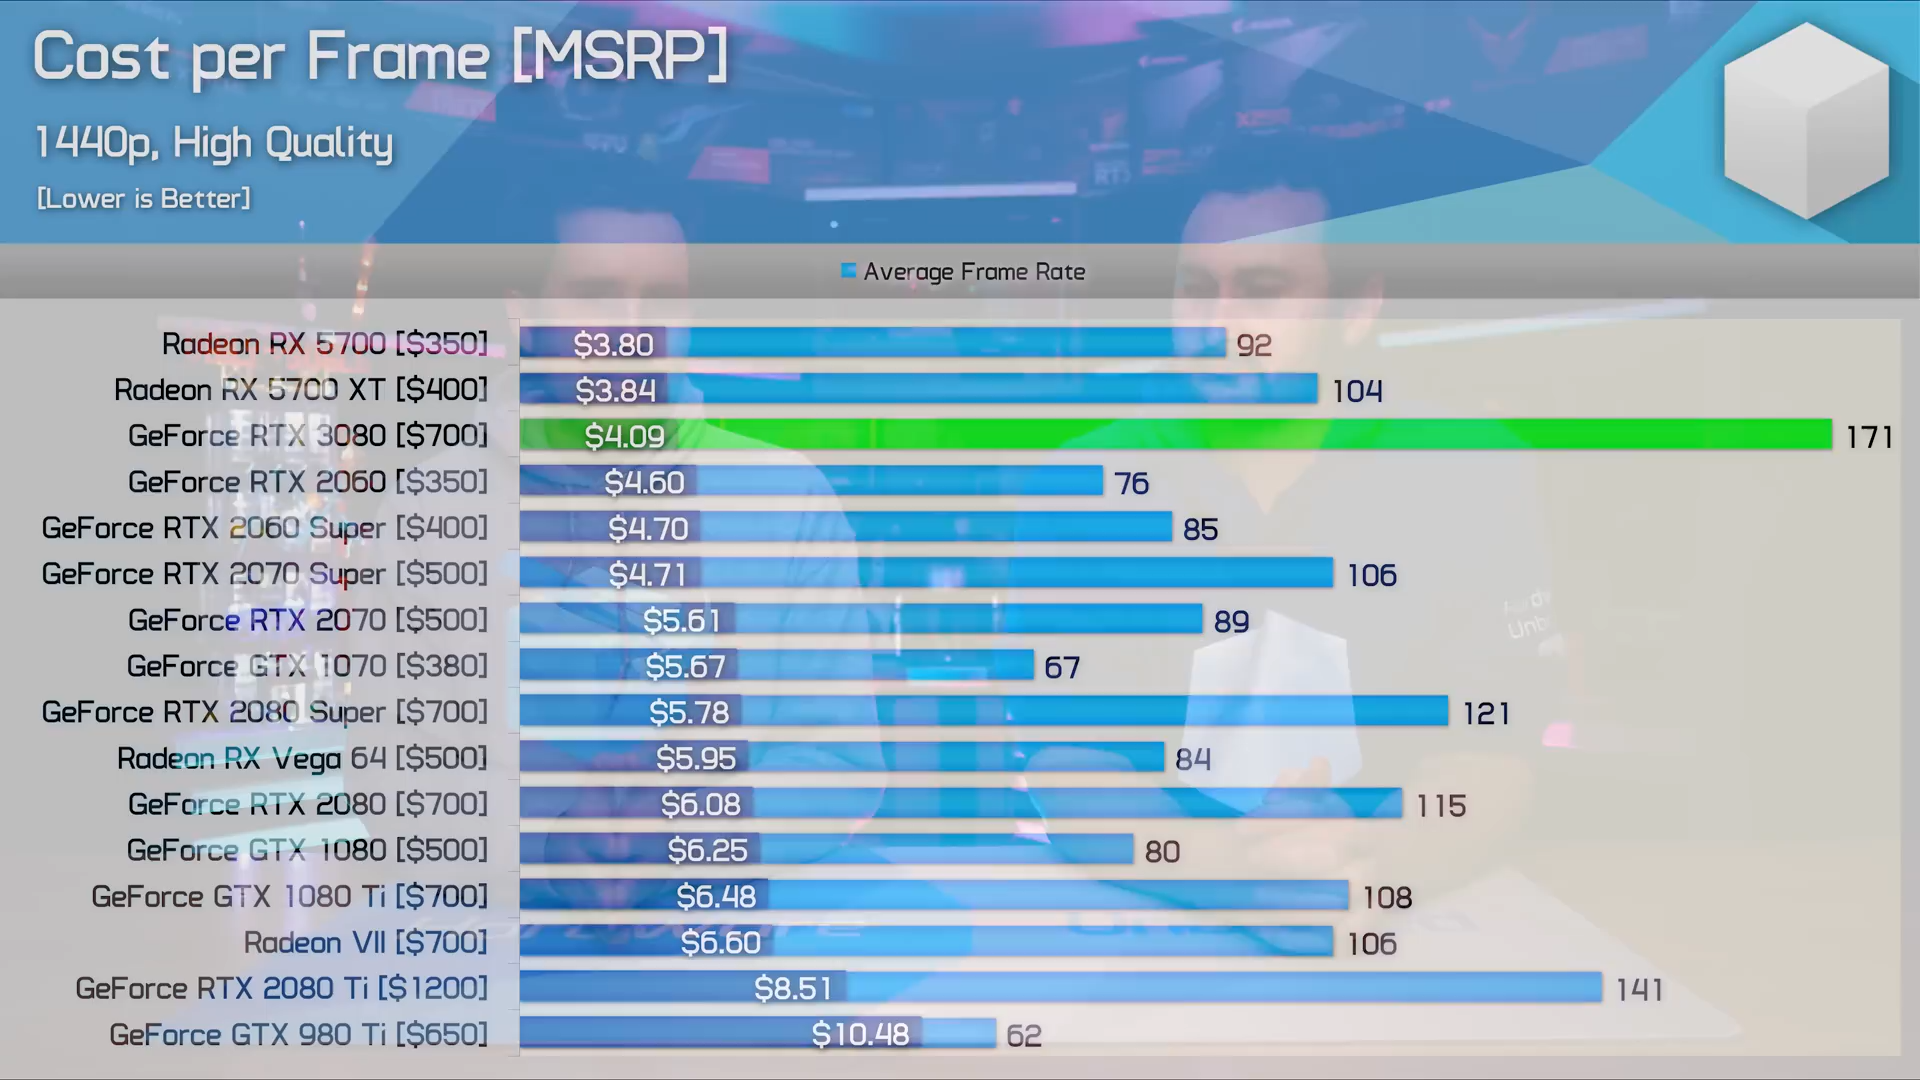 Cost per Frame [MSRP]
1440p, High Quality
[Lower is Better]
Average Frame Rate
Radeon RX 5700 [$350] $3.80 92
Radeon RX 5700 XT [$400] $3.84 104
GeForce RTX 3080 [$700] $4.09 171
GeForce RTX 2060 [$350] $4.60 76
GeForce RTX 2060 Super [$400] $4.70 85
GeForce RTX 2070 Super [$500] $4.71 106
GeForce RTX 2070 [$500] $5.61 89
GeForce GTX 1070 [$380] $5.67 67
GeForce RTX 2080 Super [$700] $5.78 121
Radeon RX Vega 64 [$500] $5.95 84
GeForce RTX 2080 [$700] $6.08 115
GeForce GTX 1080 [$500] $6.25 80
GeForce GTX 1080 Ti [$700] $6.48 108
Radeon VII [$700] $6.60 106
GeForce RTX 2080 Ti [$1200] $8.51 141
GeForce GTX 980 Ti [$650] $10.48 62